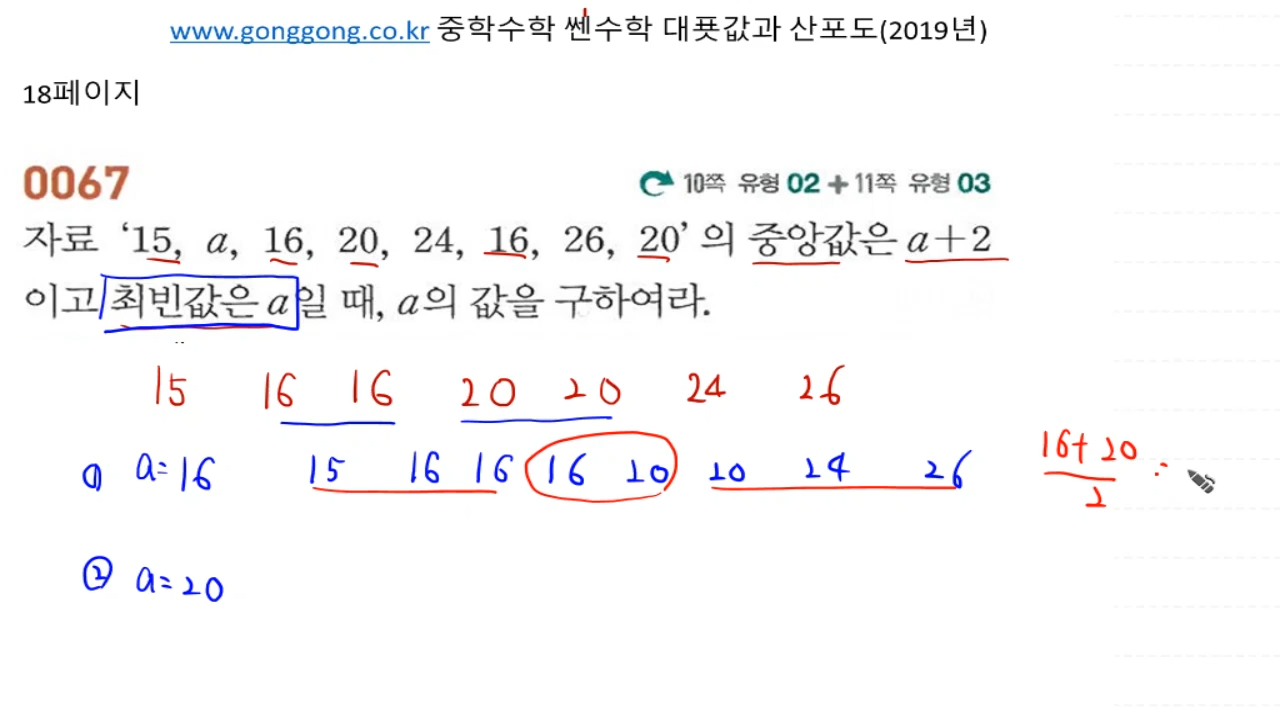 www.gonggong.co.kr 중학수학 쎈수학 대푯값과 산포도(2019년)
18페이지
0067
10쪽 유형 02 + 11쪽 유형 03
자료 ‘15, a, 16, 20, 24, 16, 26, 20’의 중앙값은 a+2
이고 최빈값은 a일 때, a의 값을 구하여라.
15 16 16 20 20 24 26
① a=16 15 16 16 16 20 20 24 26 16+20
2
② a=20